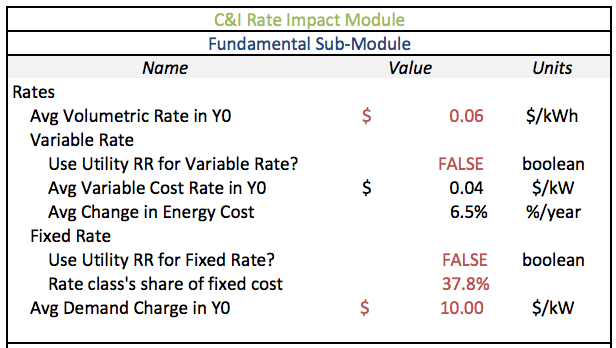 C&I Rate Impact Module
Fundamental Sub-Module
Name Value Units
Rates
Avg Volumetric Rate in Y0 $ 0.06 $/kWh
Variable Rate
Use Utility RR for Variable Rate? FALSE boolean
Avg Variable Cost Rate in Y0 $ 0.04 $/kW
Avg Change in Energy Cost 6.5% %/year
Fixed Rate
Use Utility RR for Fixed Rate? FALSE boolean
Rate class's share of fixed cost 37.8%
Avg Demand Charge in Y0 $ 10.00 $/kW